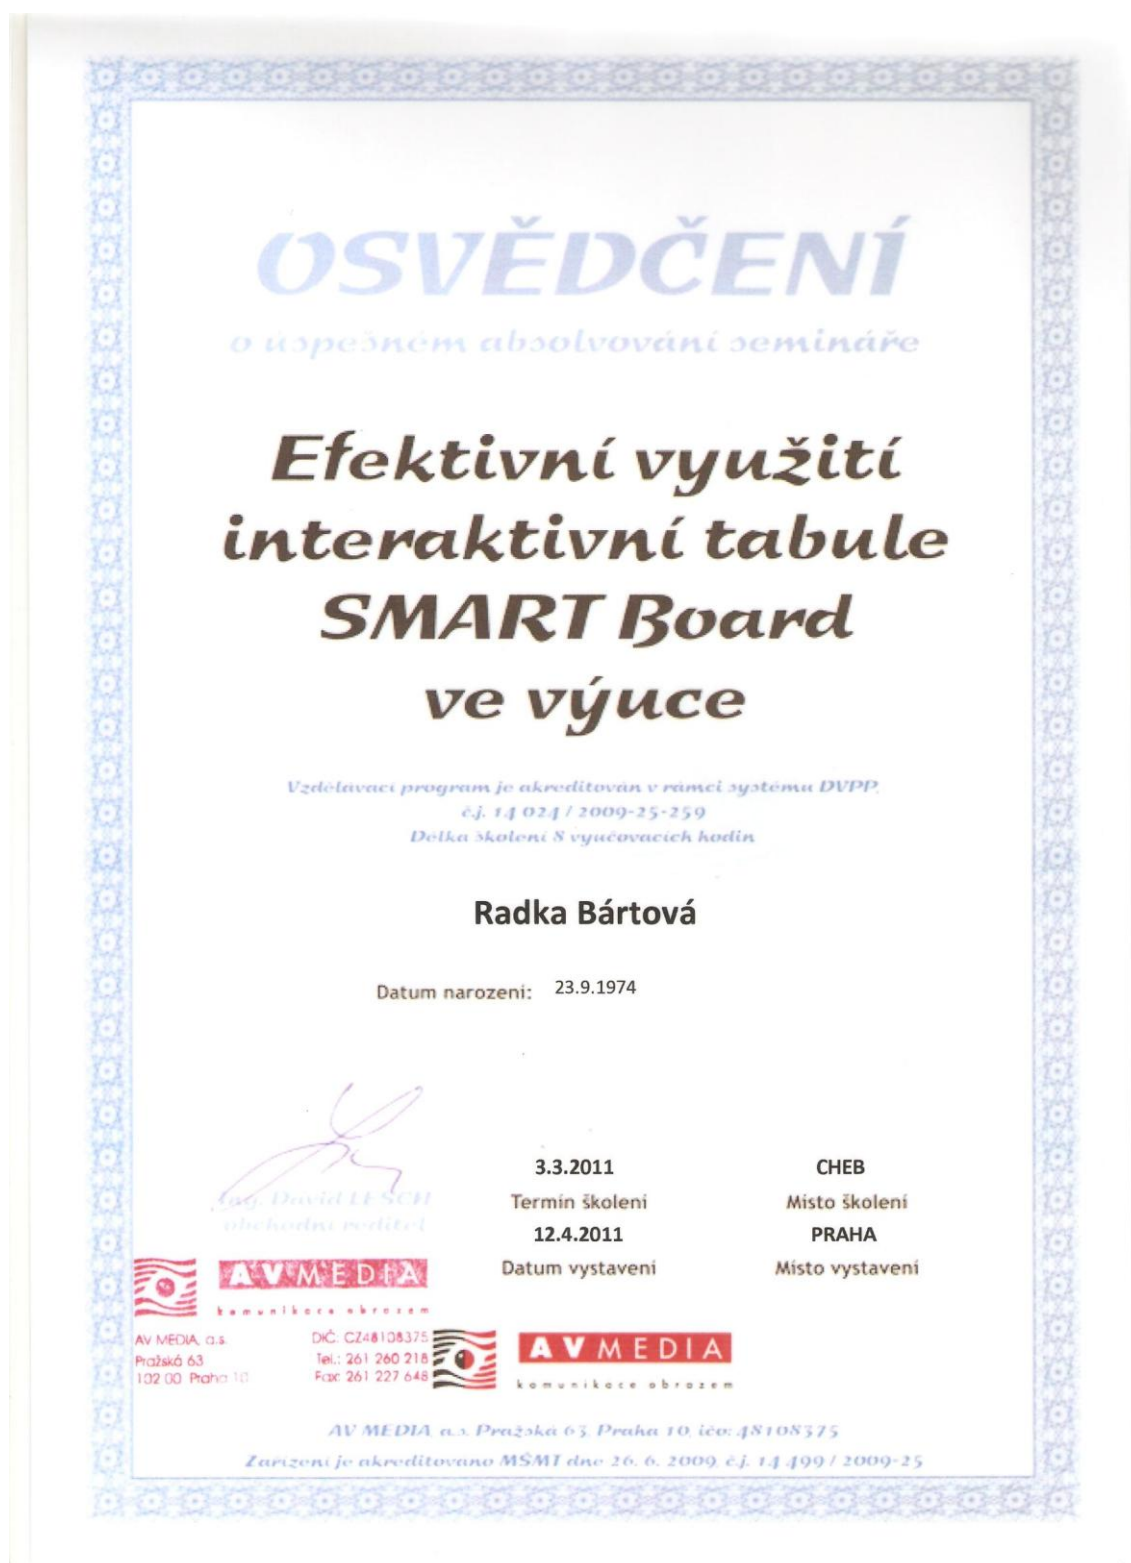 OSVĚDČENÍ
o úspešném absolvování semináře
Efektivní využití
interaktivní tabule
SMART Board
ve výuce
Vzdělávací program je akreditován v rámci systému DVPP,
č.j. 14 024 / 2009-25-259
Délka školení 8 vyučovacích hodin
Radka Bártová
Datum narození: 23.9.1974
Ing. David LESCH
obchodní ředitel
3.3.2011
Termín školení
12.4.2011
Datum vystavení
CHEB
Místo školení
PRAHA
Místo vystavení
AV MEDIA
komunikace obrazem
AV MEDIA, a.s.
Pražská 63
102 00 Praha 10
DIČ: CZ48108375
Tel.: 261 260 218
Fax: 261 227 648
AV MEDIA
komunikace obrazem
AV MEDIA a.s. Pražská 63, Praha 10, ičo: 48108375
Zařízení je akreditováno MŠMT dne 26. 6. 2009, č.j. 14 499 / 2009-25